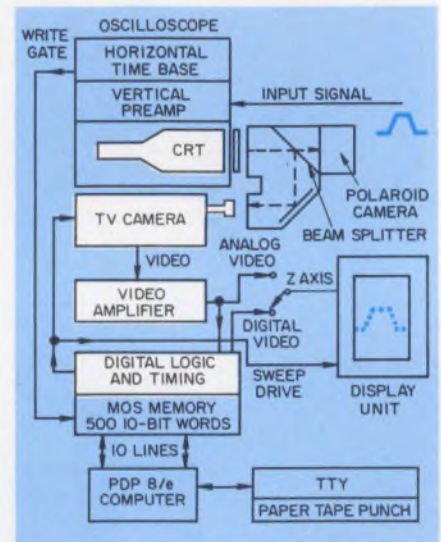 OSCILLOSCOPE
WRITE
GATE
HORIZONTAL
TIME BASE
VERTICAL
PREAMP
INPUT SIGNAL
CRT
POLAROID
CAMERA
BEAM SPLITTER
TV CAMERA
VIDEO
ANALOG
VIDEO
Z AXIS
VIDEO
AMPLIFIER
DIGITAL
VIDEO
DIGITAL LOGIC
AND TIMING
SWEEP
DRIVE
DISPLAY
UNIT
MOS MEMORY
500 10-BIT WORDS
10 LINES
PDP 8/e
COMPUTER
TTY
PAPER TAPE PUNCH